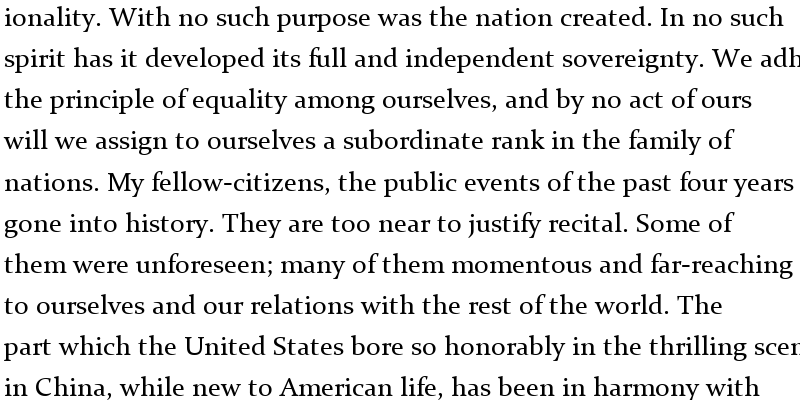 ionality. With no such purpose was the nation created. In no such
spirit has it developed its full and independent sovereignty. We adh
the principle of equality among ourselves, and by no act of ours
will we assign to ourselves a subordinate rank in the family of
nations. My fellow-citizens, the public events of the past four years
gone into history. They are too near to justify recital. Some of
them were unforeseen; many of them momentous and far-reaching
to ourselves and our relations with the rest of the world. The
part which the United States bore so honorably in the thrilling scen
in China, while new to American life, has been in harmony with